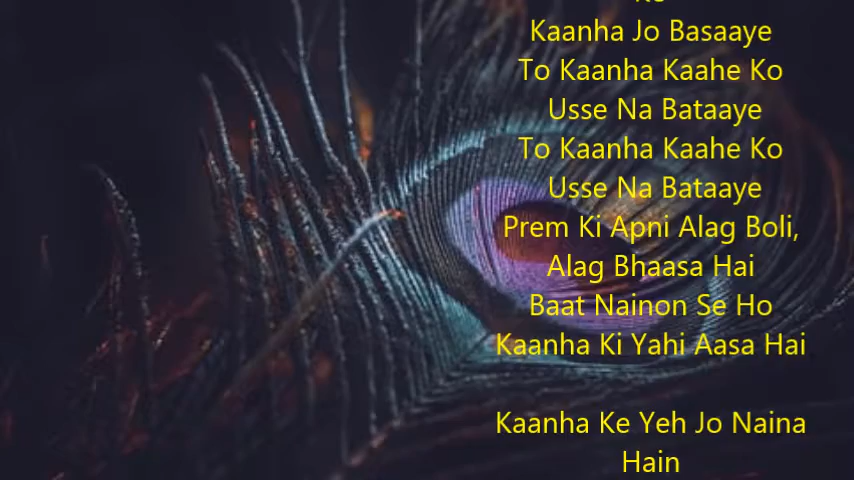 Kaanha Jo Basaaye
To Kaanha Kaahe Ko
Usse Na Bataaye
To Kaanha Kaahe Ko
Usse Na Bataaye
Prem Ki Apni Alag Boli,
Alag Bhaasa Hai
Baat Nainon Se Ho
Kaanha Ki Yahi Aasa Hai
Kaanha Ke Yeh Jo Naina
Hain